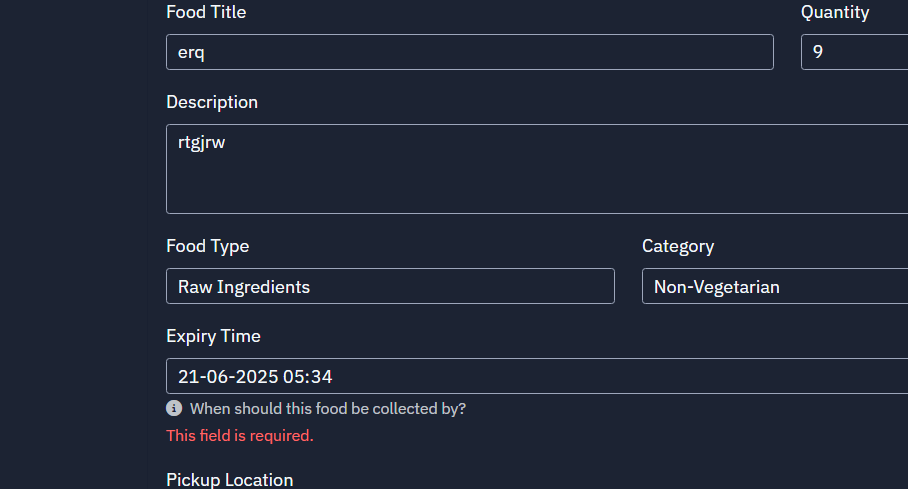 Food Title
Quantity
erq
9
Description
rtgjrw
Food Type
Category
Raw Ingredients
Non-Vegetarian
Expiry Time
21-06-2025 05:34
i When should this food be collected by?
This field is required.
Pickup Location